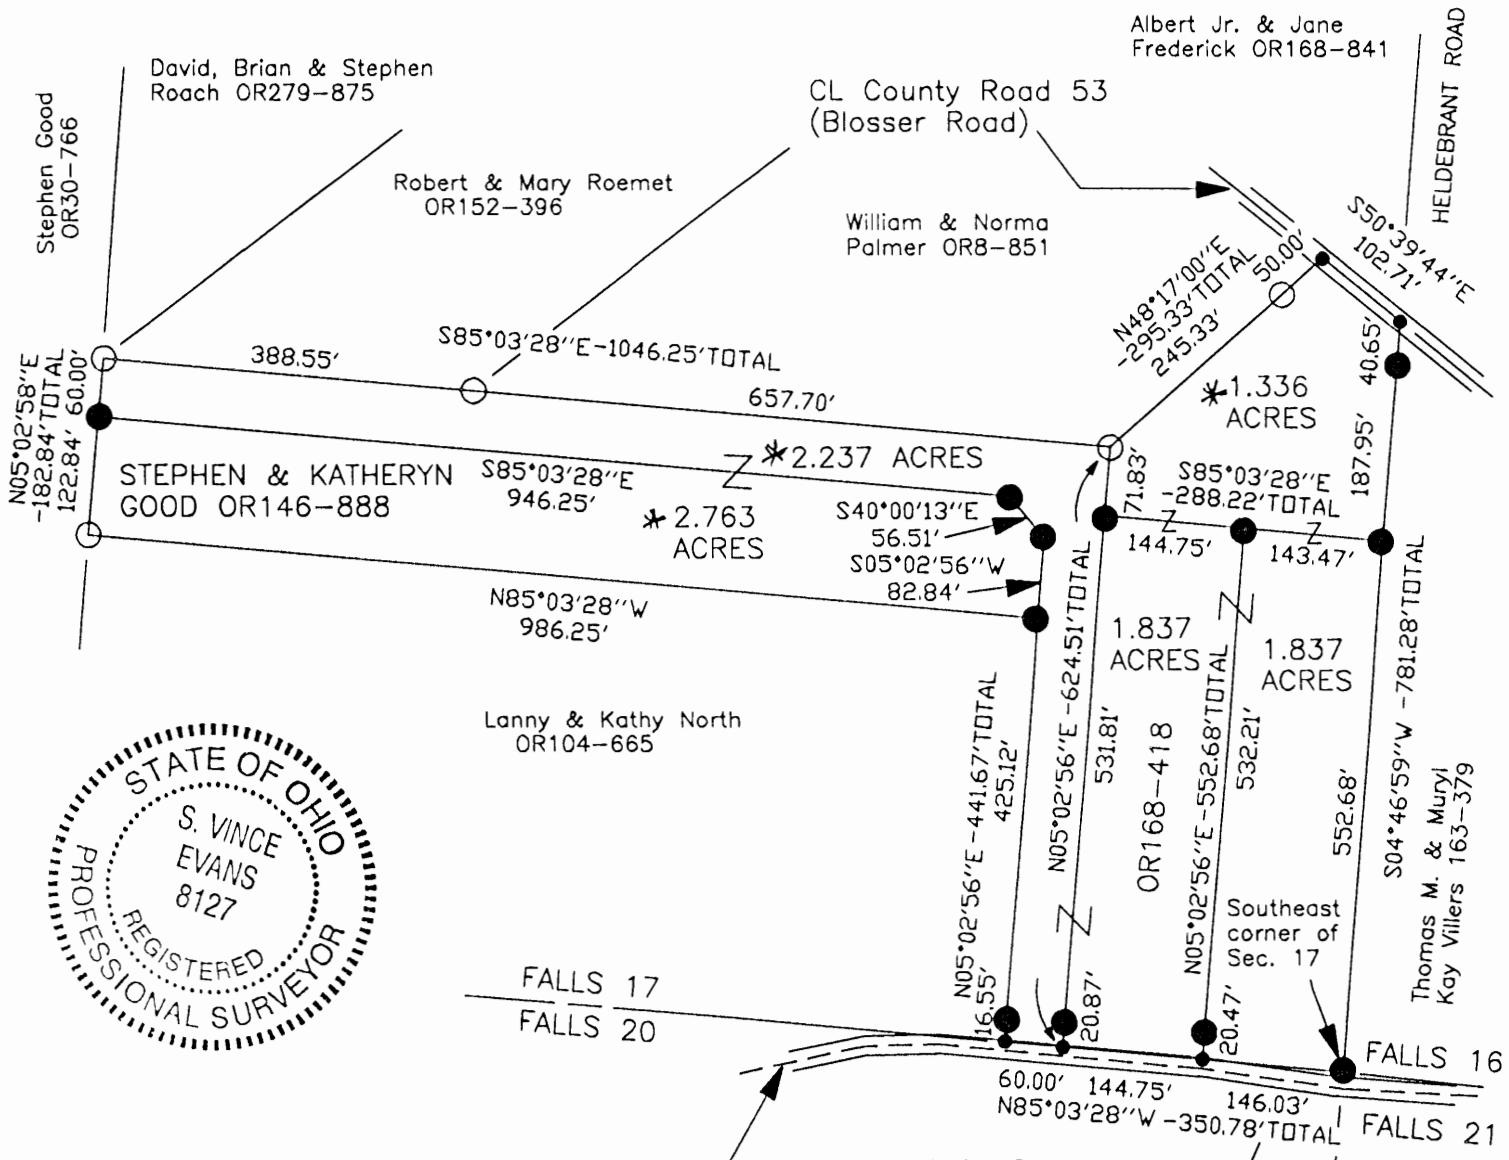 Albert Jr. & Jane
Frederick OR168-841
HELDEBRANT ROAD
David, Brian & Stephen
Roach OR279-875
Stephen Good
OR30-766
CL County Road 53
(Blosser Road)
Robert & Mary Roemet
OR152-396
William & Norma
Palmer OR8-851
S50°39'44"E
102.71'
N48°17'00"E
-295.33'TOTAL
245.33'
50.00'
40.65'
187.95'
S85°03'28"E-1046.25'TOTAL
388.55'
657.70'
N05°02'58"E
-182.84'TOTAL
122.84' 60.00'
*1.336
ACRES
*2.237 ACRES
STEPHEN & KATHERYN
GOOD OR146-888
S85°03'28"E
946.25'
*2.763
ACRES
S40°00'13"E
56.51'
S05°02'56"W
82.84'
71.83'
S85°03'28"E
-288.22'TOTAL
144.75'
143.47'
N85°03'28"W
986.25'
1.837
ACRES
1.837
ACRES
Lanny & Kathy North
OR104-665
N05°02'56"E -441.67'TOTAL
425.12'
16.55'
N05°02'56"E -624.51'TOTAL
531.81'
20.87'
OR168-418
N05°02'56"E-552.68'TOTAL
532.21'
20.47'
S04°46'59"W -781.28'TOTAL
552.68'
Thomas M. & Muryl
Kay Villers 163-379
Southeast
corner of
Sec. 17
STATE OF OHIO
S. VINCE
EVANS
8127
REGISTERED
PROFESSIONAL SURVEYOR
FALLS 17
FALLS 20
FALLS 16
FALLS 21
60.00' 144.75' 146.03'
N85°03'28"W -350.78'TOTAL